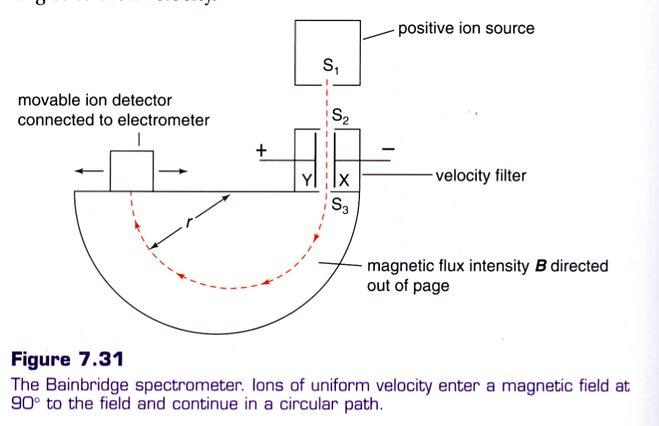 positive ion source
S₁
movable ion detector
connected to electrometer
S₂
+
−
Y
X
velocity filter
S₃
r
magnetic flux intensity B directed
out of page
Figure 7.31
The Bainbridge spectrometer. Ions of uniform velocity enter a magnetic field at
90° to the field and continue in a circular path.